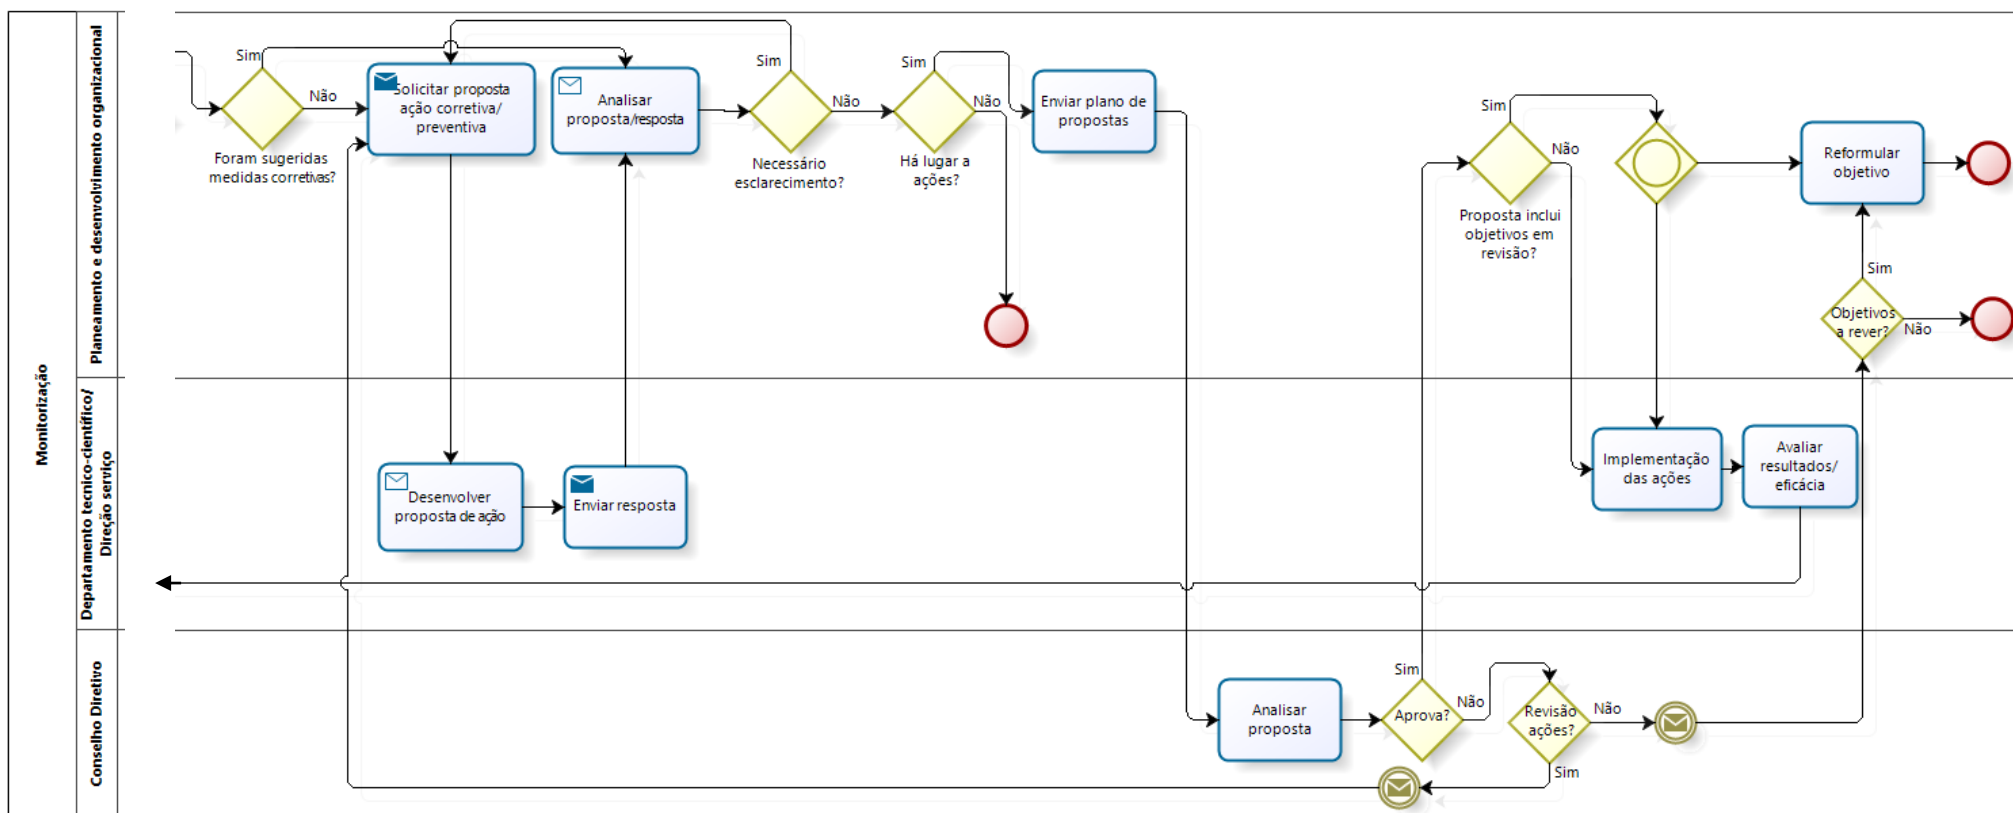 Monitorização
Planeamento e desenvolvimento organizacional
Sim
Não
Foram sugeridas
medidas corretivas?
Solicitar proposta
ação corretiva/
preventiva
Analisar
proposta/resposta
Sim
Não
Necessário
esclarecimento?
Sim
Não
Há lugar a
ações?
Enviar plano de
propostas
Sim
Não
Proposta inclui
objetivos em
revisão?
Reformular
objetivo
Sim
Objetivos
a rever?
Não
Departamento tecnico-científico/
Direção serviço
Desenvolver
proposta de ação
Enviar resposta
Implementação
das ações
Avaliar
resultados/
eficácia
Conselho Diretivo
Analisar
proposta
Sim
Aprova?
Não
Revisão
ações?
Não
Sim